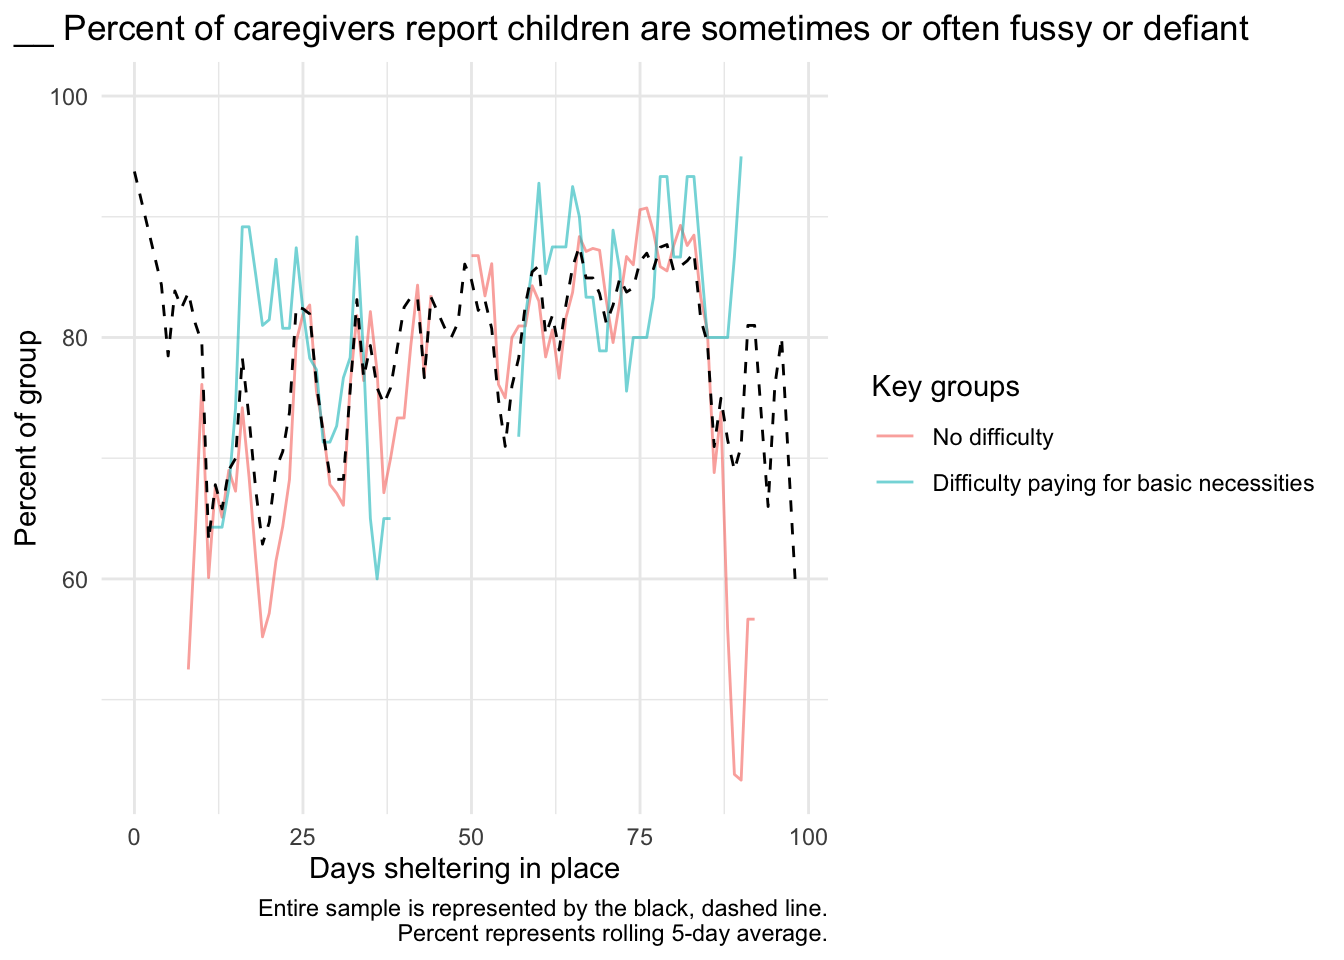 __ Percent of caregivers report children are sometimes or often fussy or defiant
100
80
60
Percent of group
0 25 50 75 100
Days sheltering in place
Key groups
No difficulty
Difficulty paying for basic necessities
Entire sample is represented by the black, dashed line.
Percent represents rolling 5-day average.